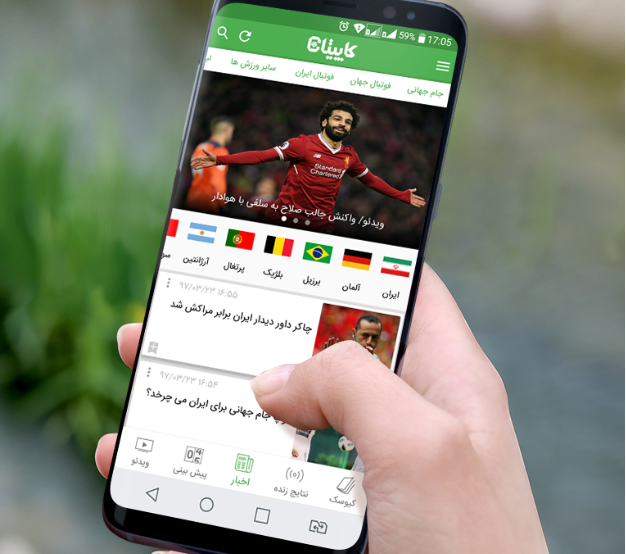 59% 17:05
کاپیتان
جام جهانی
فوتبال جهان
فوتبال ایران
سایر ورزش ها
Standard
Chartered
ویدئو/ واکنش جالب صلاح به سلفی با هوادار
ایران
آلمان
برزیل
بلژیک
پرتغال
آرژانتین
۹۷/۰۳/۲۳ ۱۶:۵۵
چاکر داور دیدار ایران برابر مراکش شد
۹۷/۰۳/۲۳ ۱۶:۵۴
جام جهانی برای ایران می چرخد؟
کیوسک
نتایج زنده
اخبار
پیش بینی
ویدئو